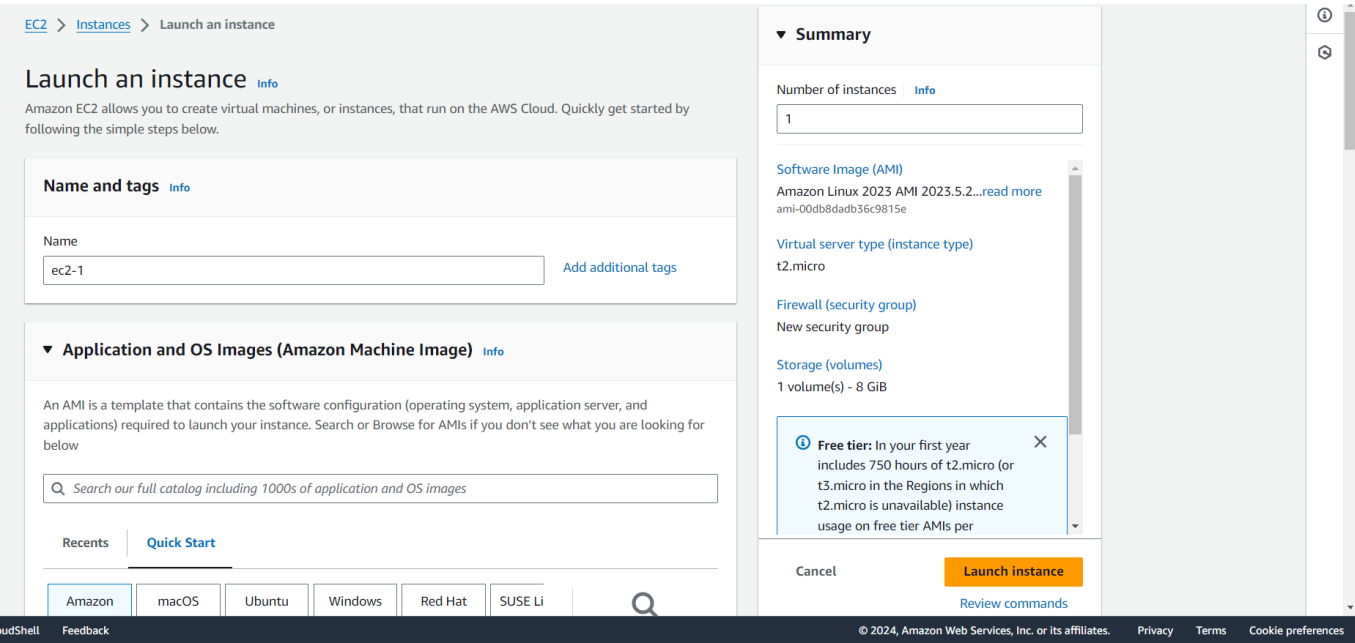 EC2 > Instances > Launch an instance
Launch an instance Info
Amazon EC2 allows you to create virtual machines, or instances, that run on the AWS Cloud. Quickly get started by
following the simple steps below.
Name and tags Info
Name
ec2-1
Add additional tags
Application and OS Images (Amazon Machine Image) Info
An AMI is a template that contains the software configuration (operating system, application server, and
applications) required to launch your instance. Search or Browse for AMIs if you don't see what you are looking for
below
Search our full catalog including 1000s of application and OS images
Recents
Quick Start
Amazon
macOS
Ubuntu
Windows
Red Hat
SUSE Li
Summary
Number of instances Info
1
Software Image (AMI)
Amazon Linux 2023 AMI 2023.5.2...read more
ami-00db8dadb36c9815e
Virtual server type (instance type)
t2.micro
Firewall (security group)
New security group
Storage (volumes)
1 volume(s) - 8 GiB
Free tier: In your first year
includes 750 hours of t2.micro (or
t3.micro in the Regions in which
t2.micro is unavailable) instance
usage on free tier AMIs per
Cancel
Launch instance
Review commands
oudShell
Feedback
© 2024, Amazon Web Services, Inc. or its affiliates.
Privacy
Terms
Cookie preferences